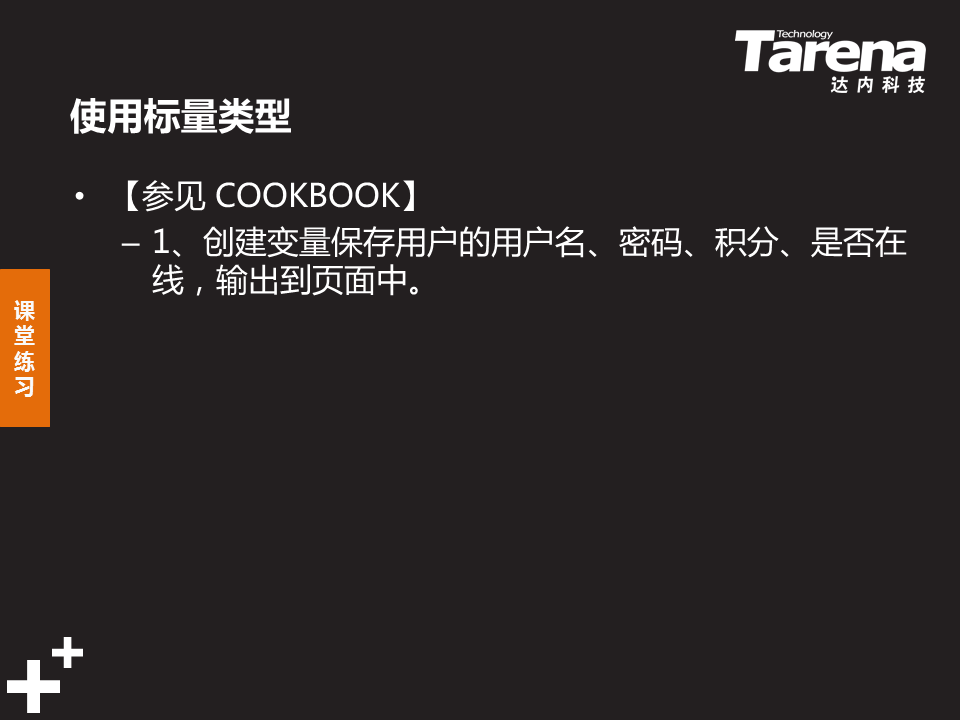 Technology
Tarena
达内科技
使用标量类型
• 【参见 COOKBOOK】
– 1、创建变量保存用户的用户名、密码、积分、是否在
线，输出到页面中。
课
堂
练
习